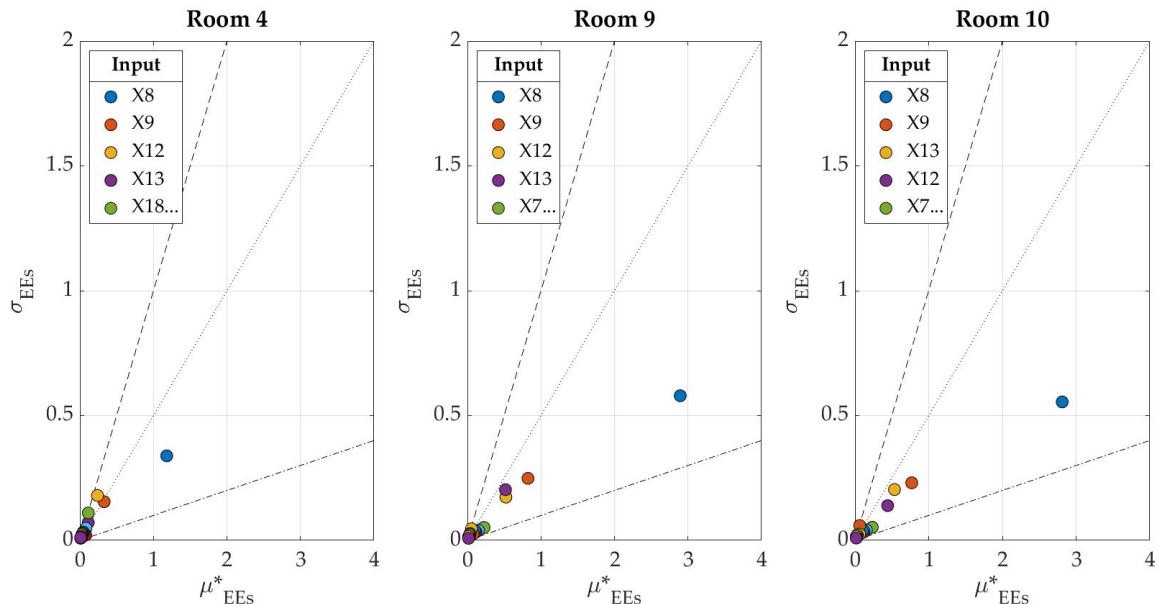 Room 4
2
1.5
1
0.5
0
σEEs
0 1 2 3 4
μ*EEs
Input
X8
X9
X12
X13
X18...
Room 9
2
1.5
1
0.5
0
σEEs
0 1 2 3 4
μ*EEs
Input
X8
X9
X12
X13
X7...
Room 10
2
1.5
1
0.5
0
σEEs
0 1 2 3 4
μ*EEs
Input
X8
X9
X13
X12
X7...